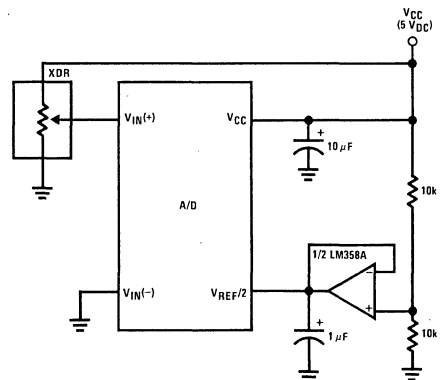 VCC
(5 VDC)
XDR
VIN(+)
VCC
+
10 μF
10k
A/D
1/2 LM358A
-
+
VIN(-)
VREF/2
+
1 μF
10k